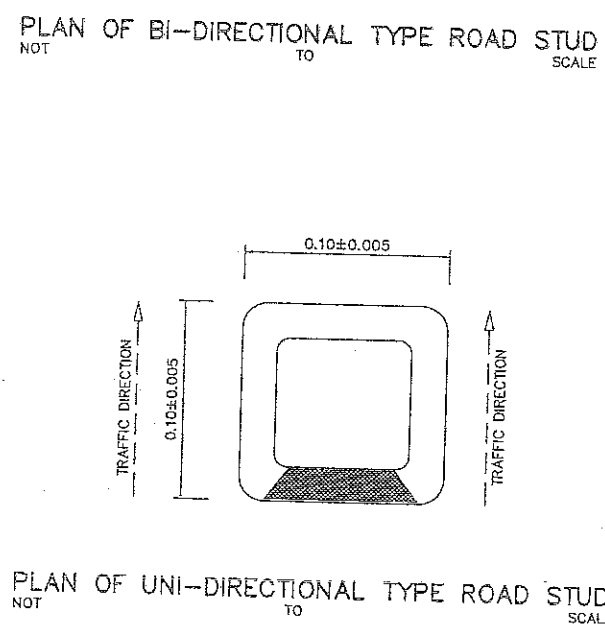 PLAN OF BI-DIRECTIONAL TYPE ROAD STUD
NOT TO SCALE
0.10±0.005
0.10±0.005
TRAFFIC DIRECTION
TRAFFIC DIRECTION
PLAN OF UNI-DIRECTIONAL TYPE ROAD STUD
NOT TO SCAL